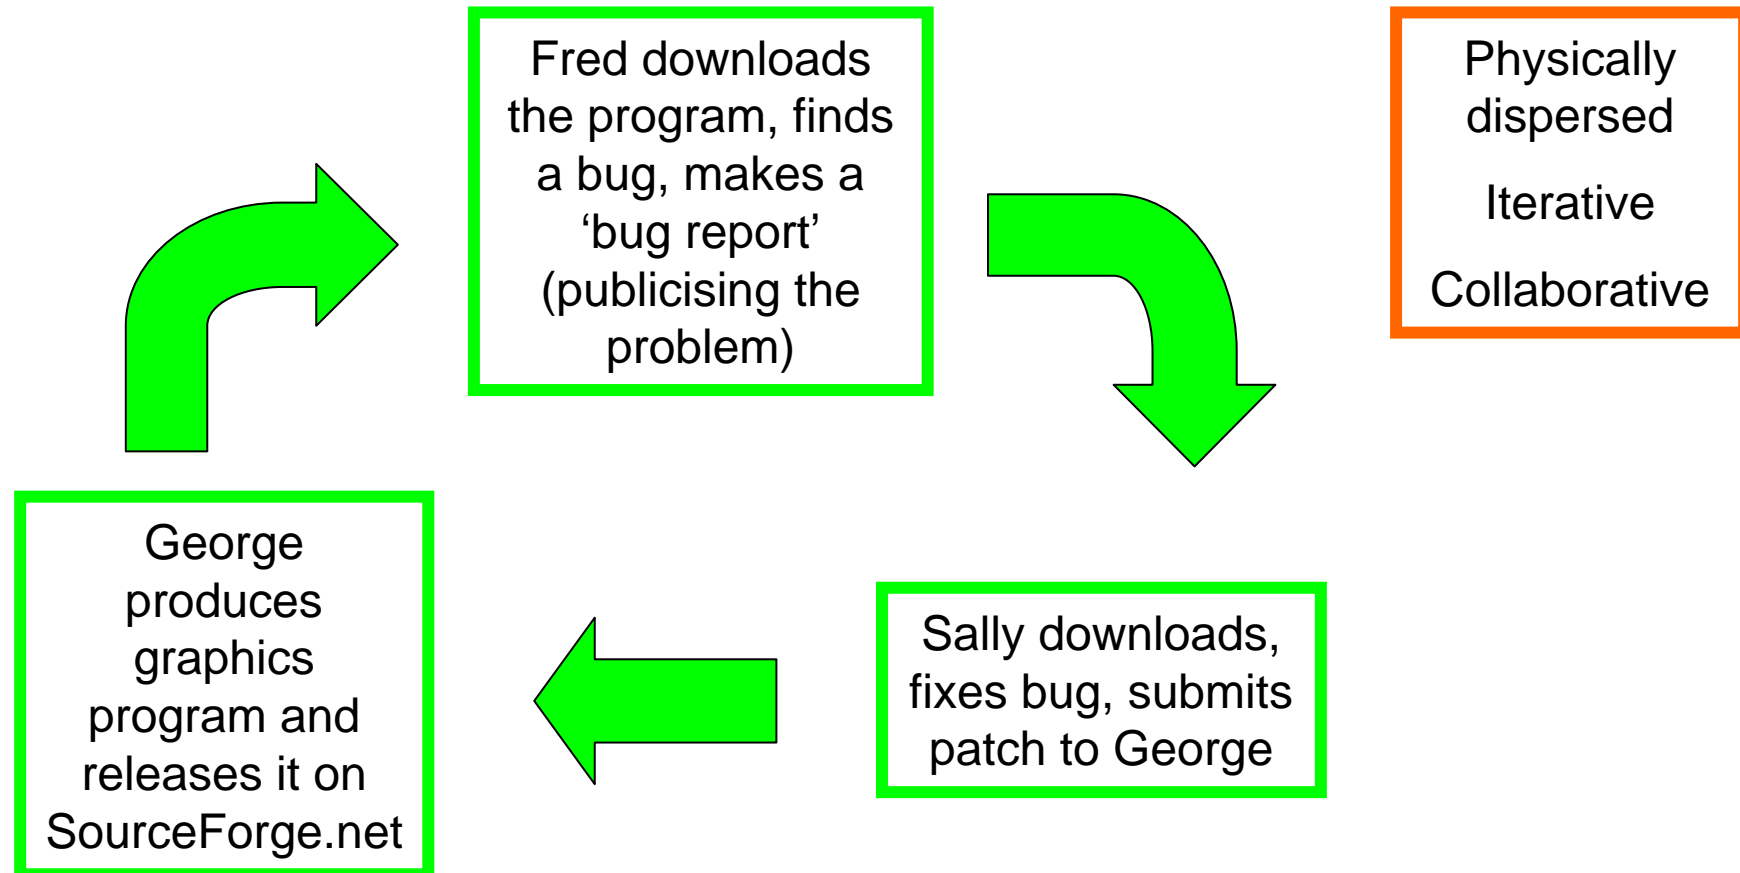 Fred downloads
the program, finds
a bug, makes a
‘bug report’
(publicising the
problem)
Physically
dispersed
Iterative
Collaborative
George
produces
graphics
program and
releases it on
SourceForge.net
Sally downloads,
fixes bug, submits
patch to George